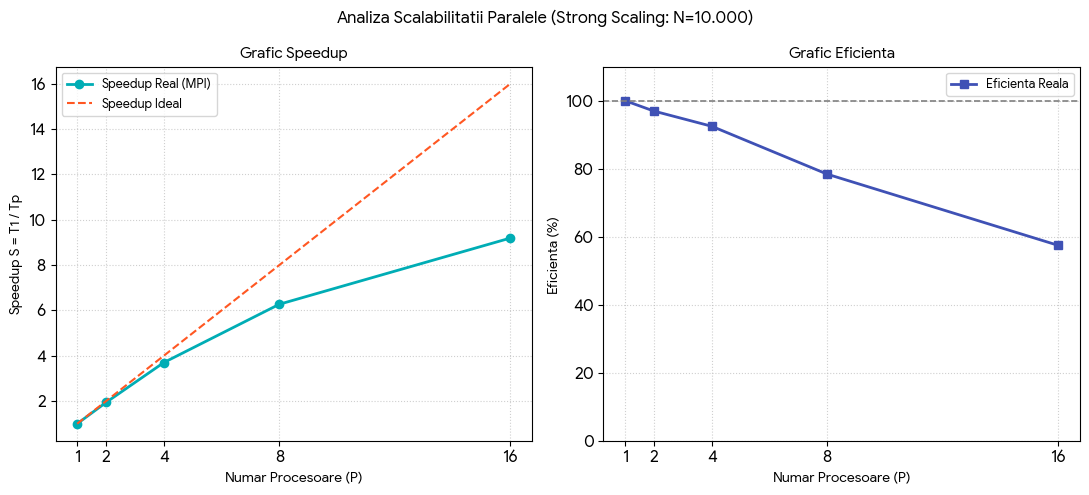 Analiza Scalabilitatii Paralele (Strong Scaling: N=10.000)
Grafic Speedup
Speedup Real (MPI)
Speedup Ideal
Speedup S = T1 / Tp
16
14
12
10
8
6
4
2
1 2 4 8 16
Numar Procesoare (P)
Grafic Eficienta
Eficienta Reala
Eficienta (%)
100
80
60
40
20
0
1 2 4 8 16
Numar Procesoare (P)